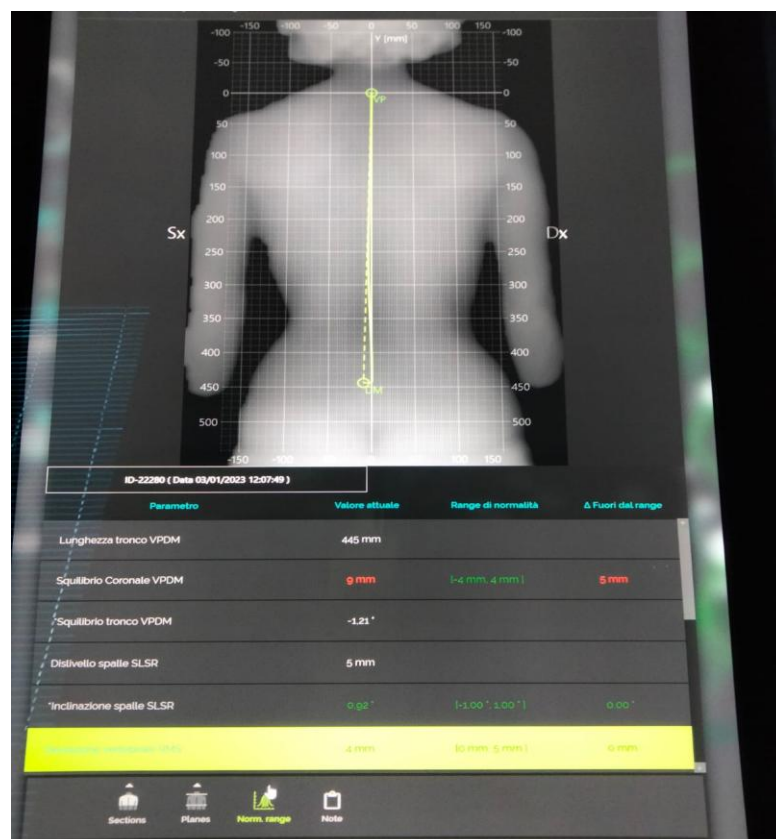 -150 -100 -50 0 50 100 150
-100 Y [mm] -100
-50 -50
0 VP 0
50 50
100 100
150 150
200 200
Sx Dx
250 250
300 300
350 350
400 400
450 DM 450
500 500
-150 100 150
ID-22280 ( Data 03/01/2023 12:07:49 )
Parametro Valore attuale Range di normalità Δ Fuori dal range
Lunghezza tronco VPDM 445 mm
Squilibrio Coronale VPDM 9 mm [-4 mm, 4 mm ] 5 mm
*Squilibrio tronco VPDM -1,21 °
Dislivello spalle SLSR 5 mm
*Inclinazione spalle SLSR 0,92 ° [-1,00 °, 1,00 ° ] 0,00 °
4 mm [0 mm, 5 mm ] 0 mm
Sections Planes Norm. range Note